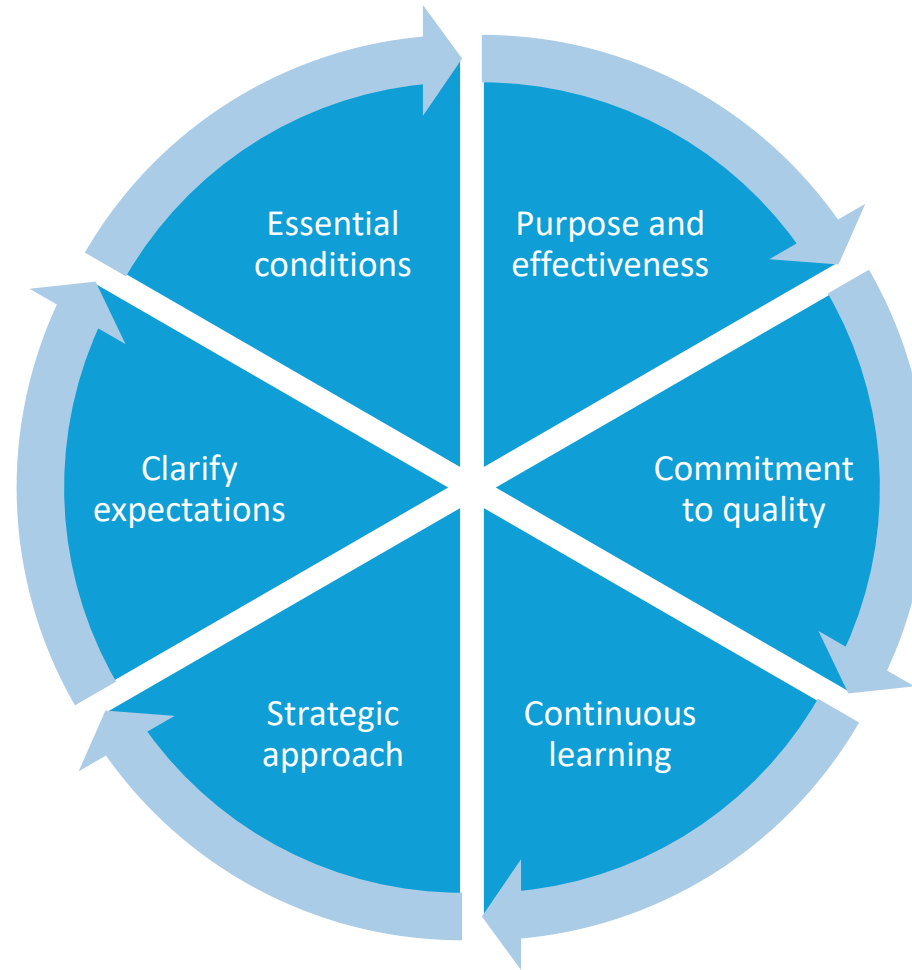 Essential
conditions
Purpose and
effectiveness
Clarify
expectations
Commitment
to quality
Strategic
approach
Continuous
learning